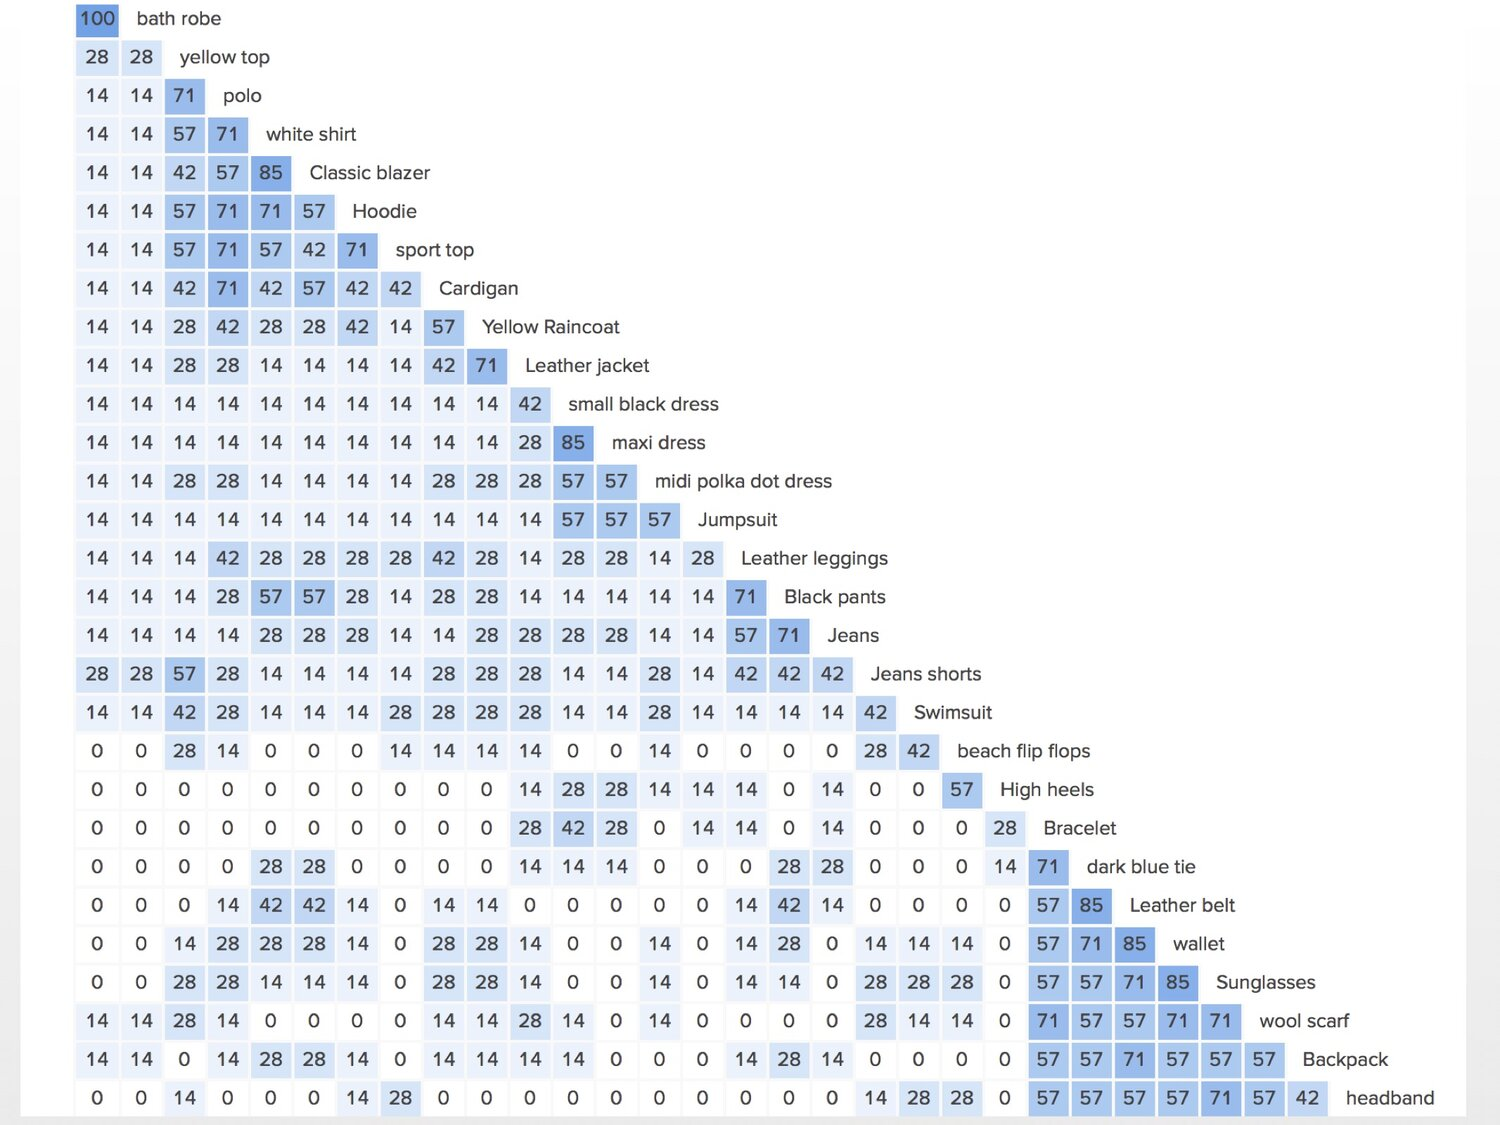 100 bath robe
28 28 yellow top
14 14 71 polo
14 14 57 71 white shirt
14 14 42 57 85 Classic blazer
14 14 57 71 71 57 Hoodie
14 14 57 71 57 42 71 sport top
14 14 42 71 42 57 42 42 Cardigan
14 14 28 42 28 28 42 14 57 Yellow Raincoat
14 14 28 28 14 14 14 14 42 71 Leather jacket
14 14 14 14 14 14 14 14 14 14 42 small black dress
14 14 14 14 14 14 14 14 14 14 28 85 maxi dress
14 14 28 28 14 14 14 14 28 28 28 57 57 midi polka dot dress
14 14 14 14 14 14 14 14 14 14 14 57 57 57 Jumpsuit
14 14 14 42 28 28 28 28 42 28 14 28 28 14 28 Leather leggings
14 14 14 28 57 57 28 14 28 28 14 14 14 14 14 71 Black pants
14 14 14 14 28 28 28 14 14 28 28 28 28 14 14 57 71 Jeans
28 28 57 28 14 14 14 14 28 28 28 14 14 28 14 42 42 42 Jeans shorts
14 14 42 28 14 14 14 28 28 28 28 14 14 28 14 14 14 14 42 Swimsuit
0 0 28 14 0 0 0 14 14 14 14 0 0 14 0 0 0 0 28 42 beach flip flops
0 0 0 0 0 0 0 0 0 0 14 28 28 14 14 14 0 14 0 0 57 High heels
0 0 0 0 0 0 0 0 0 0 28 42 28 0 14 14 0 14 0 0 0 28 Bracelet
0 0 0 0 28 28 0 0 0 0 14 14 14 0 0 0 28 28 0 0 0 14 71 dark blue tie
0 0 0 14 42 42 14 0 14 14 0 0 0 0 0 14 42 14 0 0 0 0 57 85 Leather belt
0 0 14 28 28 28 14 0 28 28 14 0 0 14 0 14 28 0 14 14 14 0 57 71 85 wallet
0 0 28 28 14 14 14 0 28 28 14 0 0 14 0 14 14 0 28 28 28 0 57 57 71 85 Sunglasses
14 14 28 14 0 0 0 0 14 14 28 14 0 14 0 0 0 0 28 14 14 0 71 57 57 71 71 wool scarf
14 14 0 14 28 28 14 0 14 14 14 14 0 0 0 14 28 14 0 0 0 0 57 57 71 57 57 57 Backpack
0 0 14 0 0 0 14 28 0 0 0 0 0 0 0 0 0 0 14 28 28 0 57 57 57 57 71 57 42 headband